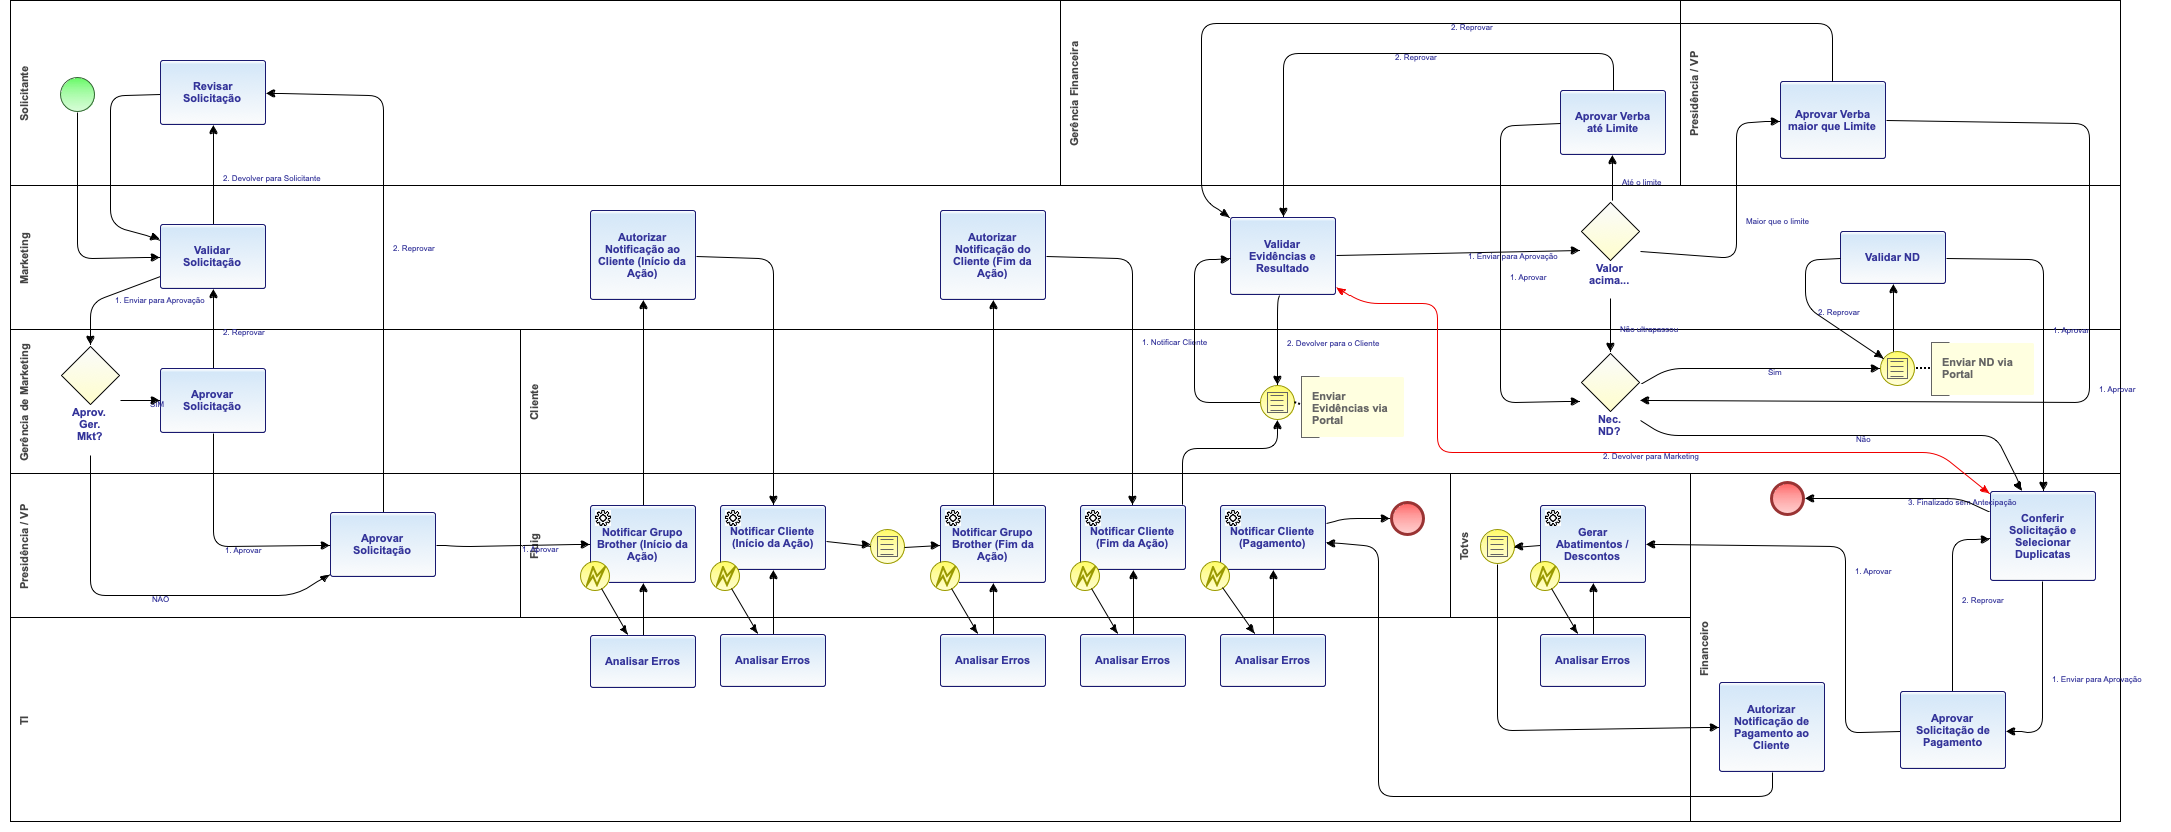 Solicitante
Revisar
Solicitação
2. Devolver para Solicitante
Gerência Financeira
2. Reprovar
2. Reprovar
Aprovar Verba
até Limite
Até o limite
Presidência / VP
Aprovar Verba
maior que Limite
Marketing
Validar
Solicitação
1. Enviar para Aprovação
2. Reprovar
Autorizar
Notificação ao
Cliente (Início da
Ação)
Autorizar
Notificação do
Cliente (Fim da
Ação)
Validar
Evidências e
Resultado
1. Enviar para Aprovação
1. Aprovar
Valor
acima...
Maior que o limite
Validar ND
2. Reprovar
Não ultrapassou
1. Aprovar
Gerência de Marketing
2. Reprovar
Aprov.
Ger.
Mkt?
SIM
Aprovar
Solicitação
Cliente
1. Notificar Cliente
2. Devolver para o Cliente
Enviar
Evidências via
Portal
Nec.
ND?
Sim
Enviar ND via
Portal
1. Aprovar
Não
2. Devolver para Marketing
Presidência / VP
1. Aprovar
NÃO
Aprovar
Solicitação
1. Aprovar
Fluig
Notificar Grupo
Brother (Início da
Ação)
Notificar Cliente
(Início da Ação)
Notificar Grupo
Brother (Fim da
Ação)
Notificar Cliente
(Fim da Ação)
Notificar Cliente
(Pagamento)
Totvs
Gerar
Abatimentos /
Descontos
3. Finalizado sem Antecipação
Conferir
Solicitação e
Selecionar
Duplicatas
1. Aprovar
2. Reprovar
TI
Analisar Erros
Analisar Erros
Analisar Erros
Analisar Erros
Analisar Erros
Analisar Erros
Financeiro
1. Enviar para Aprovação
Autorizar
Notificação de
Pagamento ao
Cliente
Aprovar
Solicitação de
Pagamento